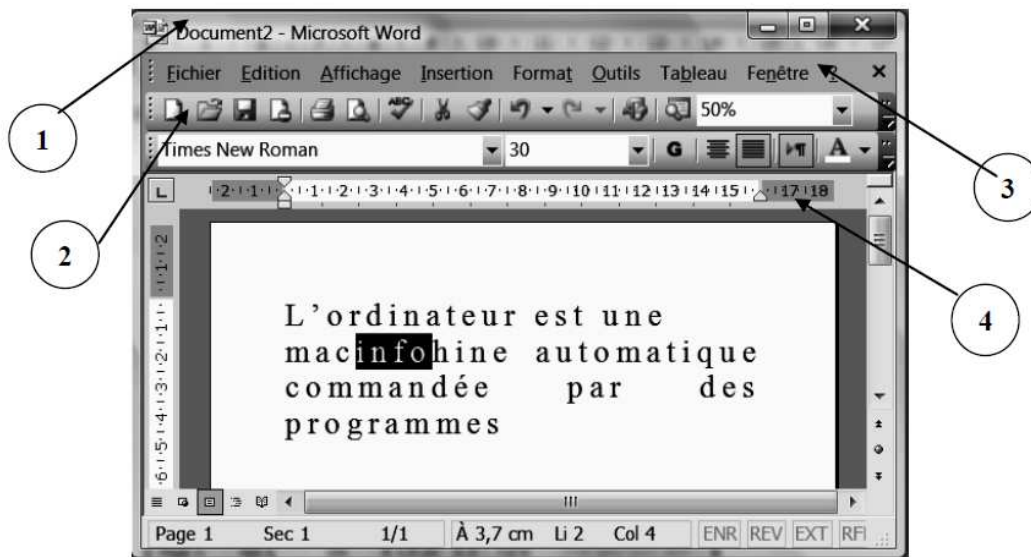 Document2 - Microsoft Word
Fichier Edition Affichage Insertion Format Outils Tableau Fenêtre ?
50%
Times New Roman 30 G A
1
2
3
4
L
·2·1·1·1·2·3·4·5·6·7·8·9·10·11·12·13·14·15·17·18
L'ordinateur est une
macinfohine automatique
commandée par des
programmes
Page 1 Sec 1 1/1 À 3,7 cm Li 2 Col 4 ENR REV EXT RFI